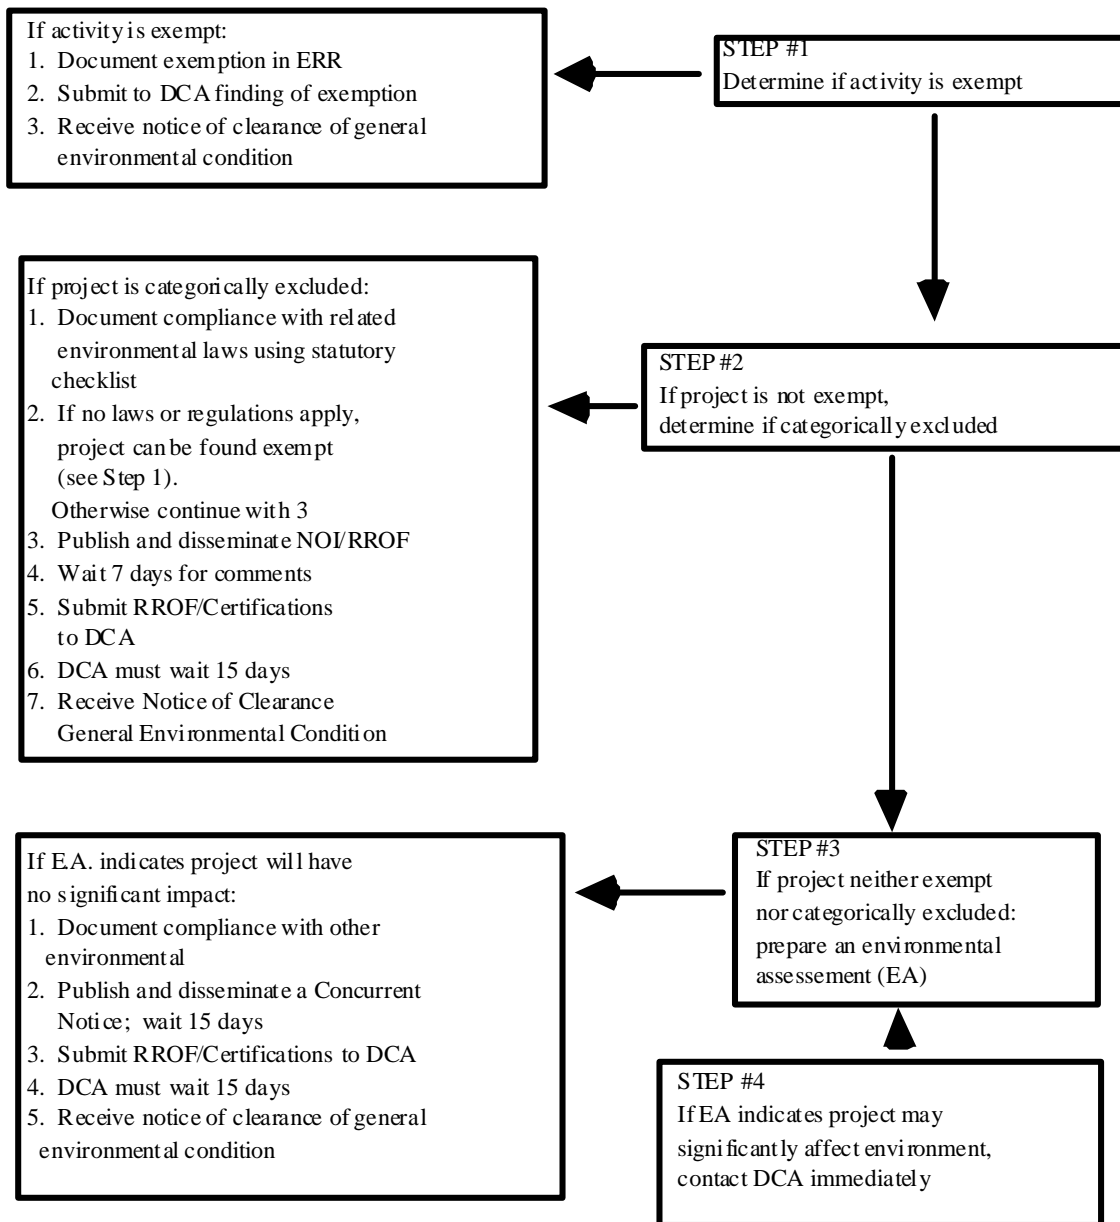 If activity is exempt:
1. Document exemption in ERR
2. Submit to DCA finding of exemption
3. Receive notice of clearance of general
environmental condition
STEP #1
Determine if activity is exempt
If project is categorically excluded:
1. Document compliance with related
environmental laws using statutory
checklist
2. If no laws or regulations apply,
project can be found exempt
(see Step 1).
Otherwise continue with 3
3. Publish and disseminate NOI/RROF
4. Wait 7 days for comments
5. Submit RROF/Certifications
to DCA
6. DCA must wait 15 days
7. Receive Notice of Clearance
General Environmental Condition
STEP #2
If project is not exempt,
determine if categorically excluded
If E.A. indicates project will have
no significant impact:
1. Document compliance with other
environmental
2. Publish and disseminate a Concurrent
Notice; wait 15 days
3. Submit RROF/Certifications to DCA
4. DCA must wait 15 days
5. Receive notice of clearance of general
environmental condition
STEP #3
If project neither exempt
nor categorically excluded:
prepare an environmental
assessement (EA)
STEP #4
If EA indicates project may
significantly affect environment,
contact DCA immediately